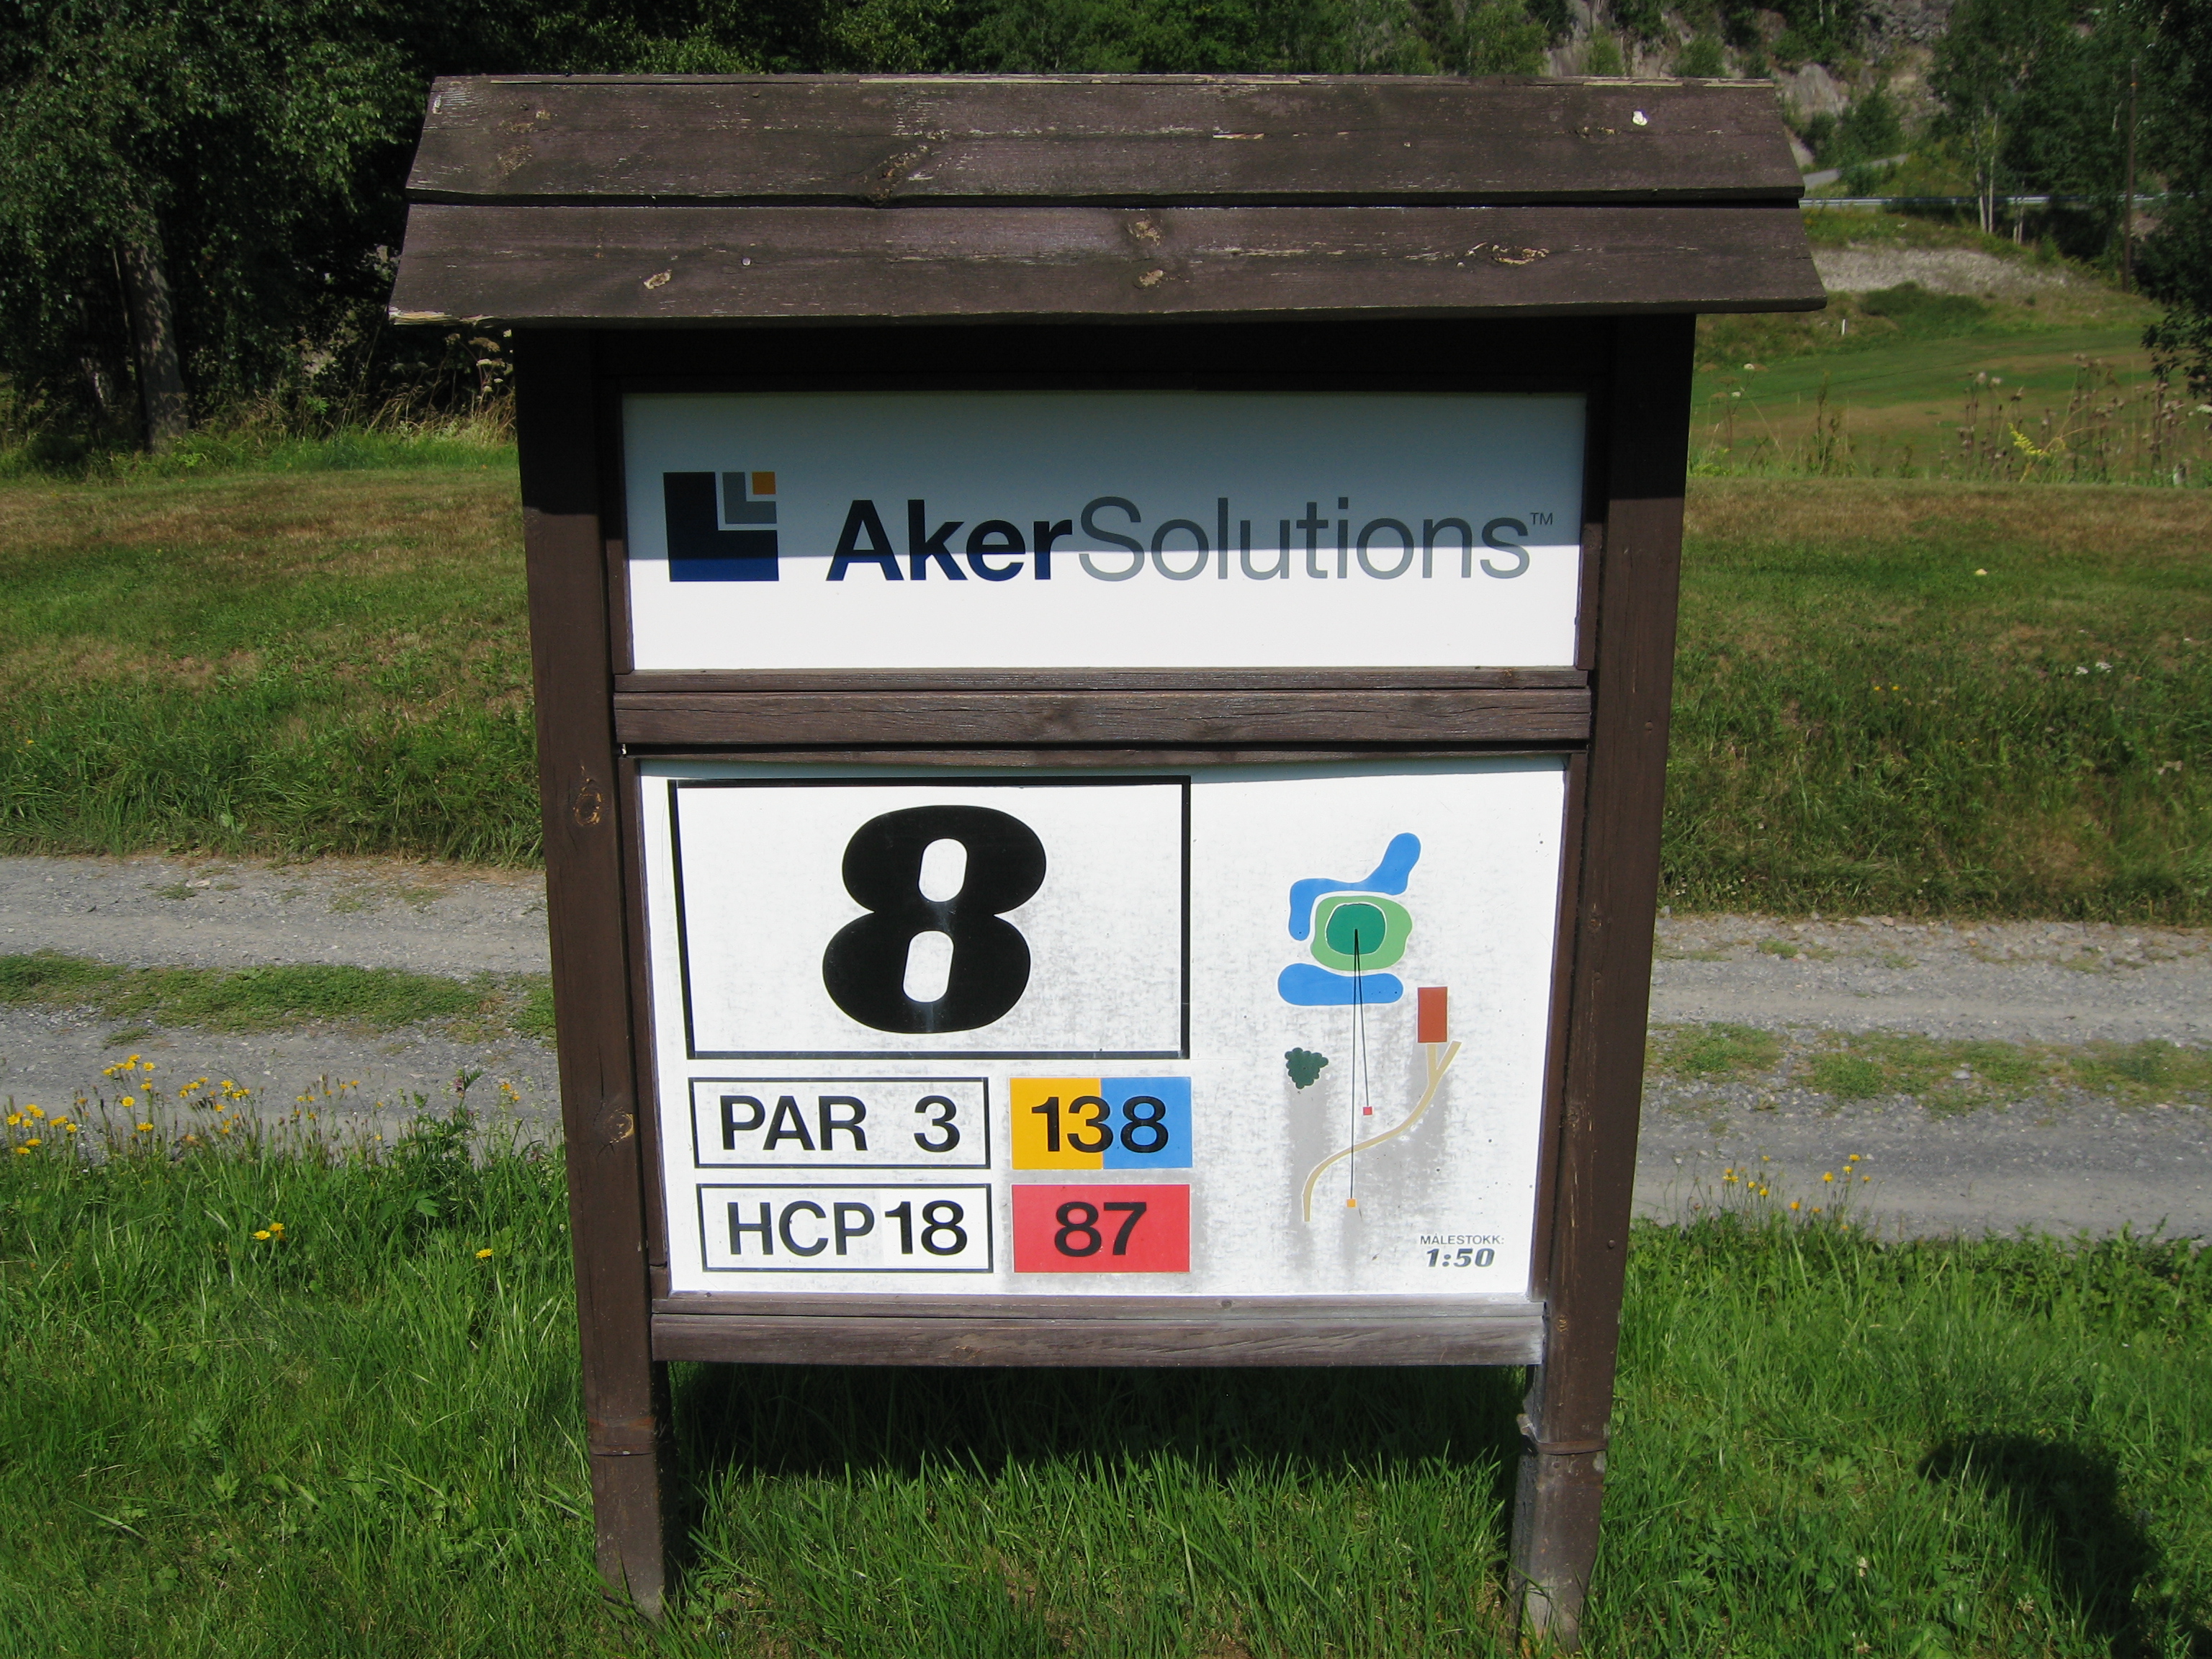 AkerSolutions™
8
PAR 3
138
HCP 18
87
MÅLESTOKK:
1:50